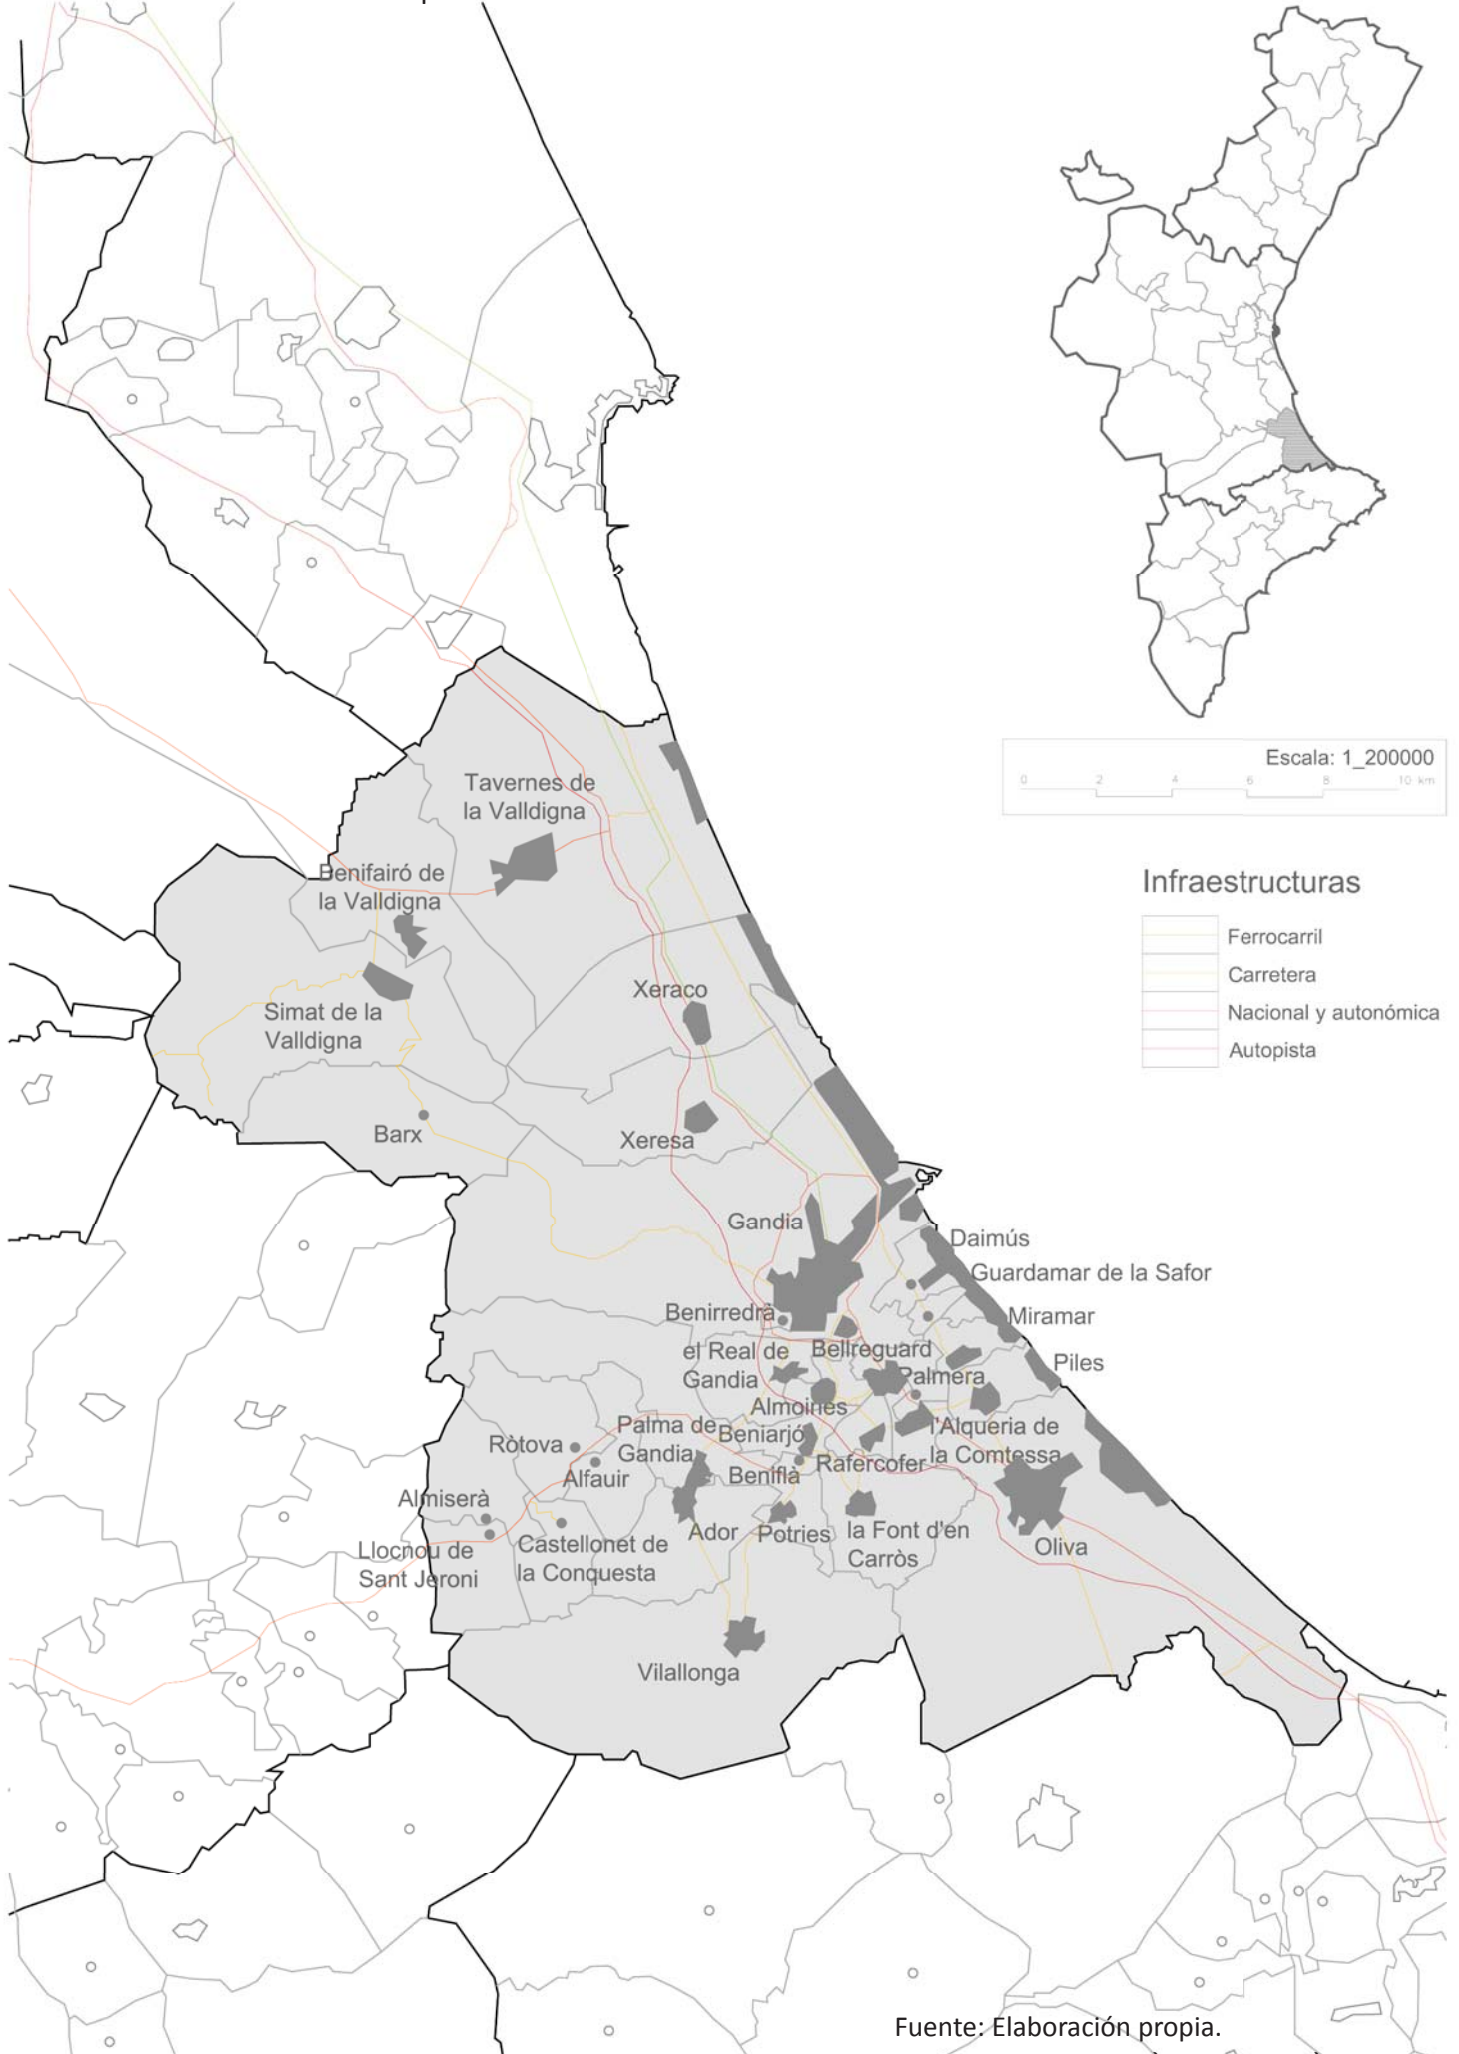 Escala: 1_200000
0 2 4 6 8 10 km
Tavernes de
la Valldigna
Benifairó de
la Valldigna
Infraestructuras
Ferrocarril
Carretera
Nacional y autonómica
Autopista
Xeraco
Simat de la
Valldigna
Barx
Xeresa
Gandia
Daimús
Guardamar de la Safor
Miramar
Benirredrà
el Real de
Gandia
Bellreguard
Piles
Palmera
Almoines
Palma de
Gandia
Beniarjó
l'Alqueria de
la Comtessa
Ròtova
Alfauir
Beniflà
Rafercofer
Almiserà
Ador
Potries
la Font d'en
Carròs
Oliva
Llocnou de
Sant Jeroni
Castellonet de
la Conquesta
Vilallonga
Fuente: Elaboración propia.